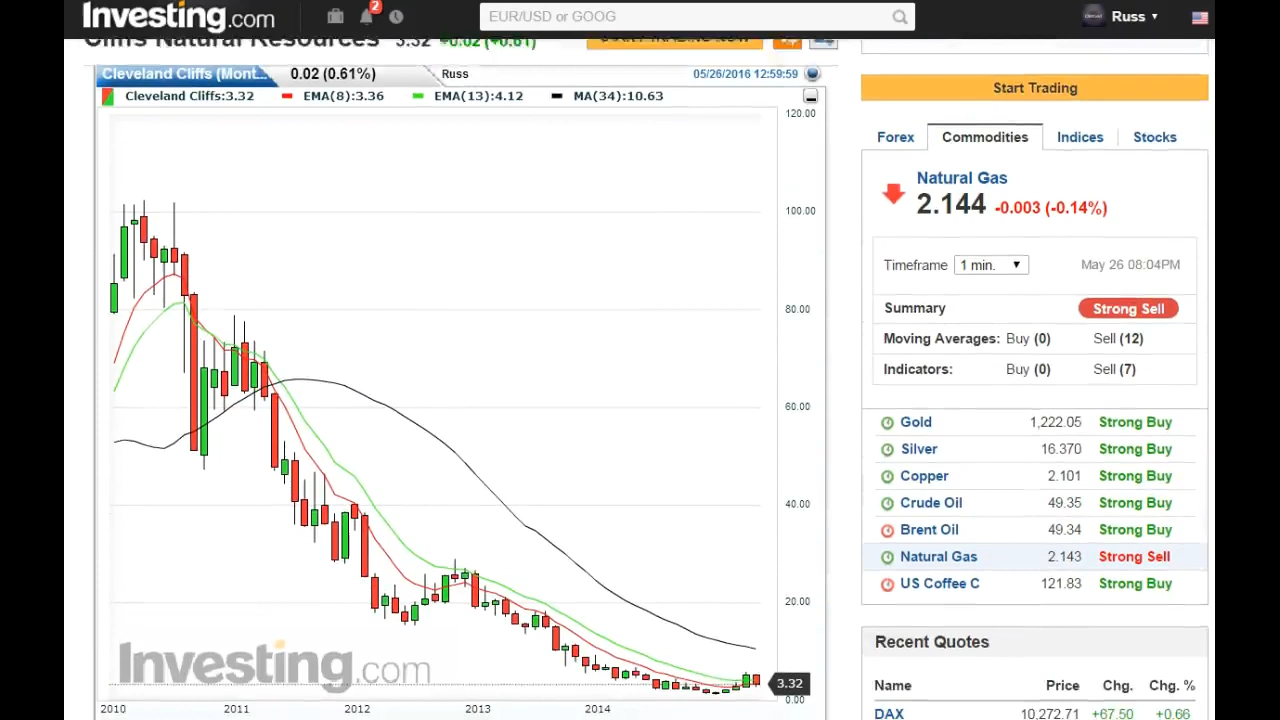 Investing.com
2
EUR/USD or GOOG
Russ
Cliffs Natural Resources 3.32 +0.02 (+0.61)
Cleveland Cliffs (Mont... 0.02 (0.61%) Russ 05/26/2016 12:59:59
Cleveland Cliffs:3.32 EMA(8):3.36 EMA(13):4.12 MA(34):10.63
120.00
100.00
80.00
60.00
40.00
20.00
3.32
0.00
2010 2011 2012 2013 2014
Investing.com
Start Trading
Forex Commodities Indices Stocks
Natural Gas
2.144 -0.003 (-0.14%)
Timeframe 1 min. May 26 08:04PM
Summary Strong Sell
Moving Averages: Buy (0) Sell (12)
Indicators: Buy (0) Sell (7)
Gold 1,222.05 Strong Buy
Silver 16.370 Strong Buy
Copper 2.101 Strong Buy
Crude Oil 49.35 Strong Buy
Brent Oil 49.34 Strong Buy
Natural Gas 2.143 Strong Sell
US Coffee C 121.83 Strong Buy
Recent Quotes
Name Price Chg. Chg. %
DAX 10,272.71 +67.50 +0.66